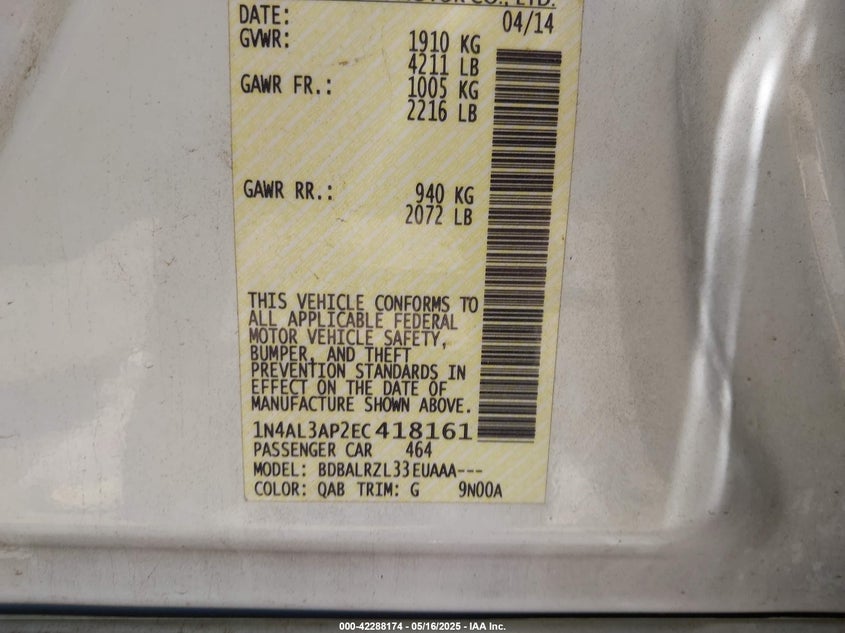 MOTOR CO., LTD.
DATE: 04/14
GVWR: 1910 KG
4211 LB
GAWR FR.: 1005 KG
2216 LB
GAWR RR.: 940 KG
2072 LB
THIS VEHICLE CONFORMS TO
ALL APPLICABLE FEDERAL
MOTOR VEHICLE SAFETY,
BUMPER, AND THEFT
PREVENTION STANDARDS IN
EFFECT ON THE DATE OF
MANUFACTURE SHOWN ABOVE.
1N4AL3AP2EC418161
PASSENGER CAR 464
MODEL: BDBALRZL33EUAAA---
COLOR: QAB TRIM: G 9N00A
000-42288174 - 05/16/2025 - IAA Inc.